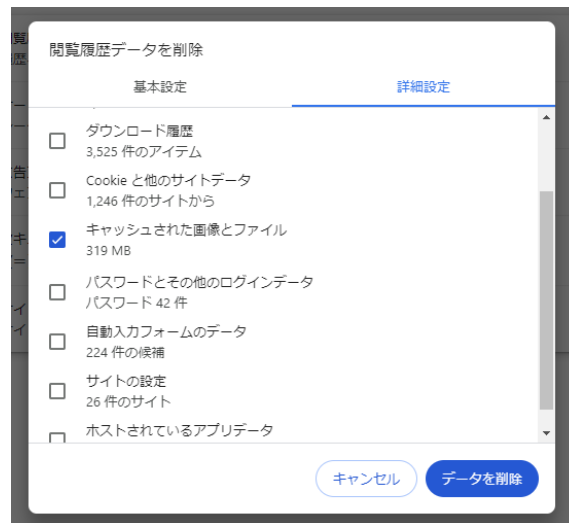 閲覧履歴データを削除
基本設定
詳細設定
ダウンロード履歴
3,525 件のアイテム
Cookie と他のサイトデータ
1,246 件のサイトから
キャッシュされた画像とファイル
319 MB
パスワードとその他のログインデータ
パスワード 42 件
自動入力フォームのデータ
224 件の候補
サイトの設定
26 件のサイト
ホストされているアプリデータ
キャンセル
データを削除